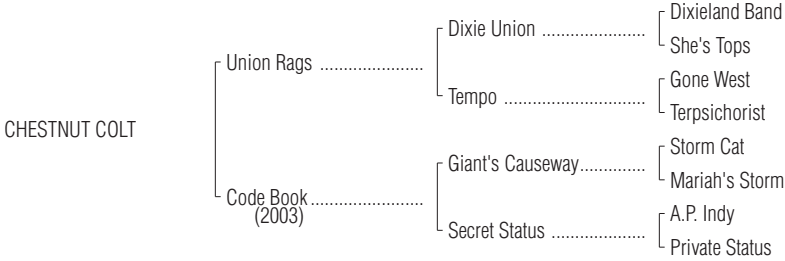 Dixieland Band
Dixie Union ......................
She's Tops
Union Rags ......................
Gone West
Tempo ..............................
Terpsichorist
CHESTNUT COLT
Storm Cat
Giant's Causeway..............
Mariah's Storm
Code Book ........................
(2003)
A.P. Indy
Secret Status ....................
Private Status